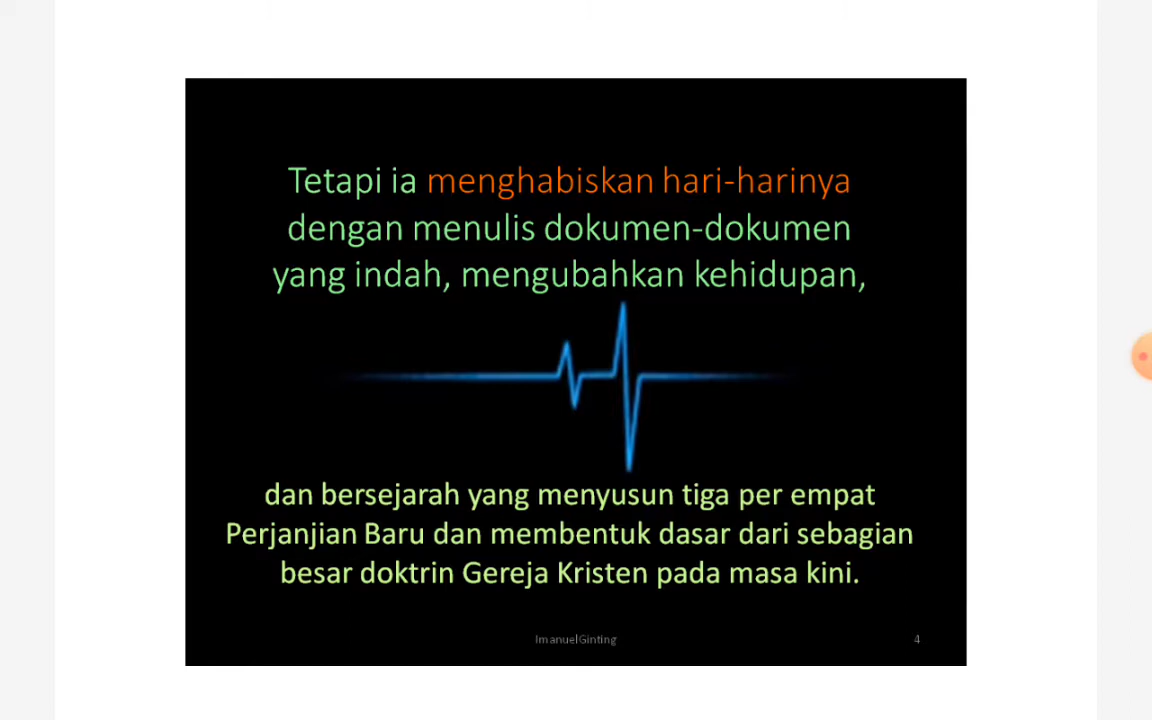 Tetapi ia menghabiskan hari-harinya
dengan menulis dokumen-dokumen
yang indah, mengubahkan kehidupan,
dan bersejarah yang menyusun tiga per empat
Perjanjian Baru dan membentuk dasar dari sebagian
besar doktrin Gereja Kristen pada masa kini.
ImanuelGinting
4